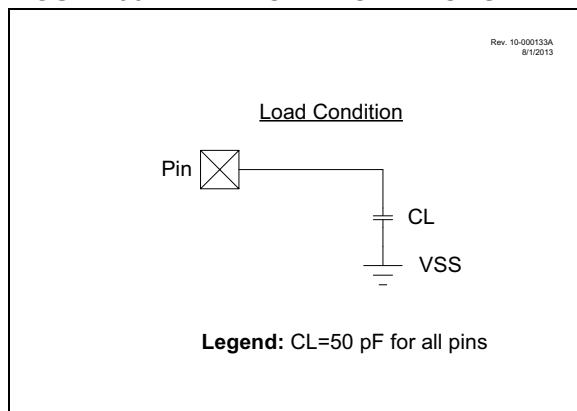 Rev. 10-000133A
8/1/2013
Load Condition
Pin
CL
VSS
Legend: CL=50 pF for all pins